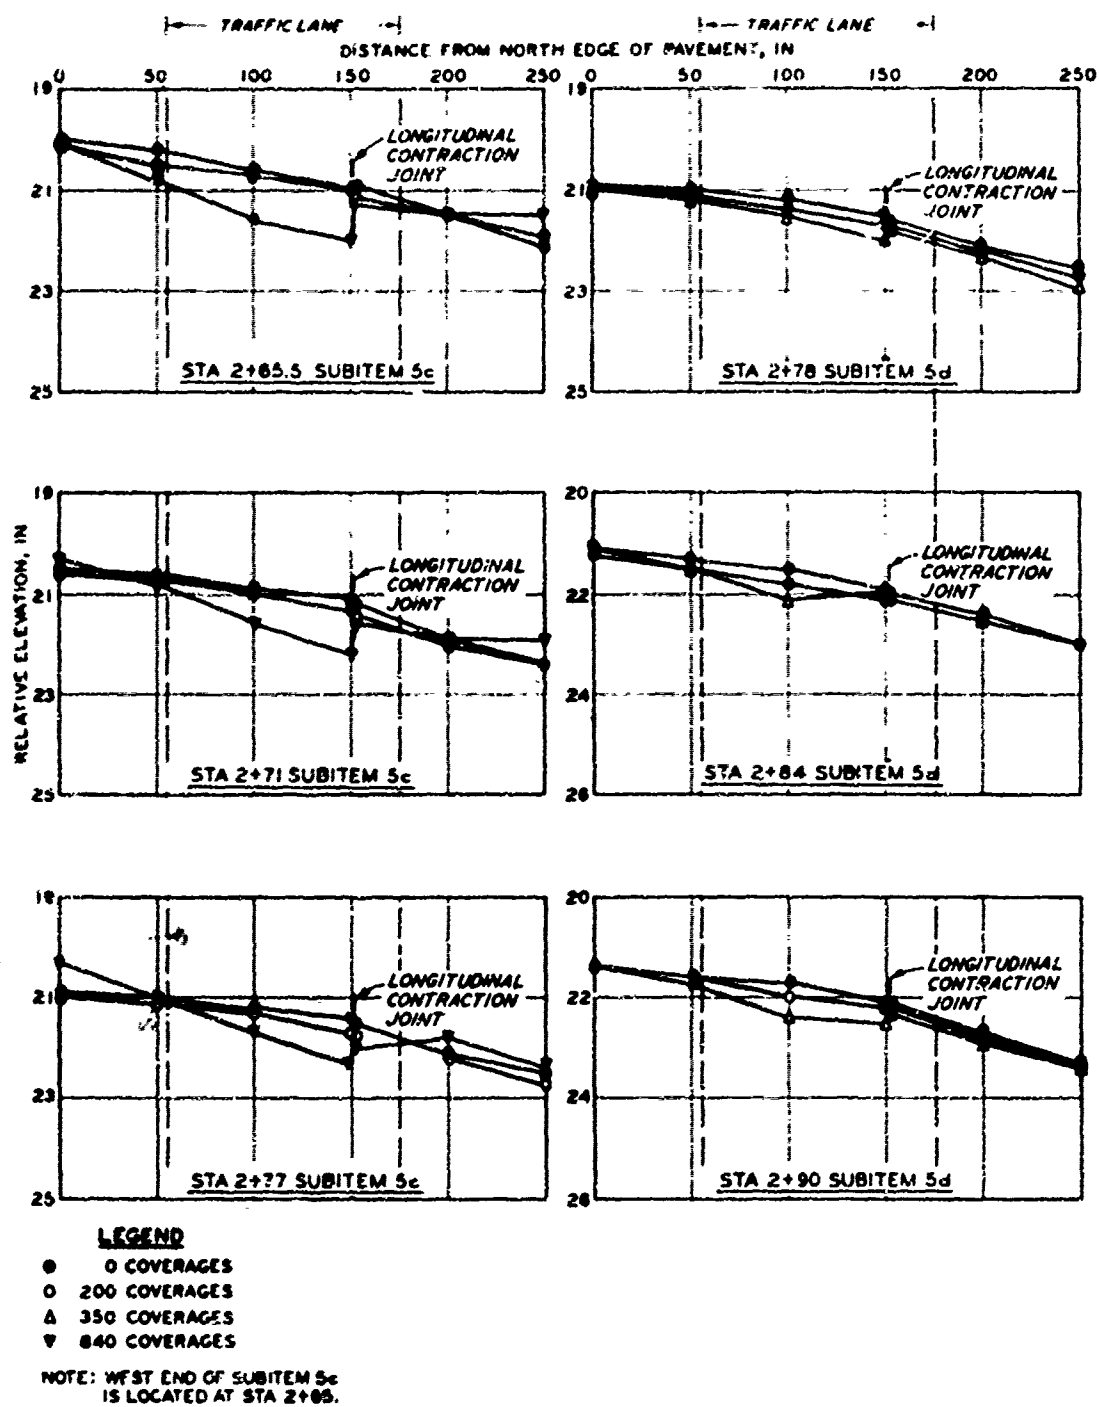 TRAFFIC LANE TRAFFIC LANE
DISTANCE FROM NORTH EDGE OF PAVEMENT, IN
0 50 100 150 200 250 0 50 100 150 200 250
19
21
23
25
LONGITUDINAL
CONTRACTION
JOINT
STA 2+65.5 SUBITEM 5c
19
21
23
25
LONGITUDINAL
CONTRACTION
JOINT
STA 2+78 SUBITEM 5d
RELATIVE ELEVATION, IN
19
21
23
25
LONGITUDINAL
CONTRACTION
JOINT
STA 2+71 SUBITEM 5c
20
22
24
26
LONGITUDINAL
CONTRACTION
JOINT
STA 2+84 SUBITEM 5d
19
21
23
25
LONGITUDINAL
CONTRACTION
JOINT
STA 2+77 SUBITEM 5c
20
22
24
26
LONGITUDINAL
CONTRACTION
JOINT
STA 2+90 SUBITEM 5d
LEGEND
0 COVERAGES
200 COVERAGES
350 COVERAGES
840 COVERAGES
NOTE: WEST END OF SUBITEM 5c
IS LOCATED AT STA 2+65.